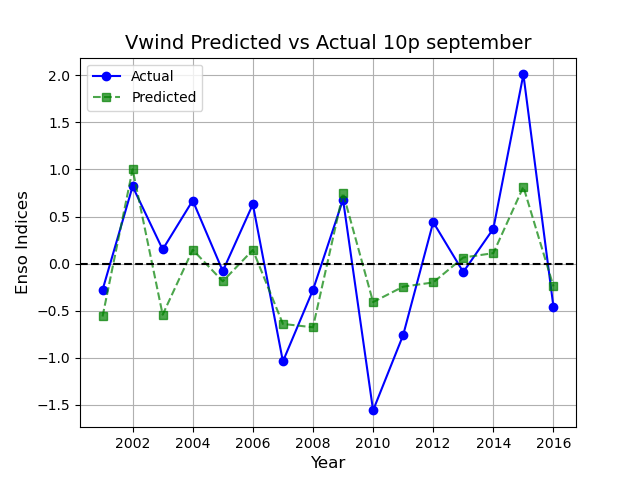 Vwind Predicted vs Actual 10p september
Actual
Predicted
2.0
1.5
1.0
0.5
0.0
−0.5
−1.0
−1.5
Enso Indices
2002 2004 2006 2008 2010 2012 2014 2016
Year